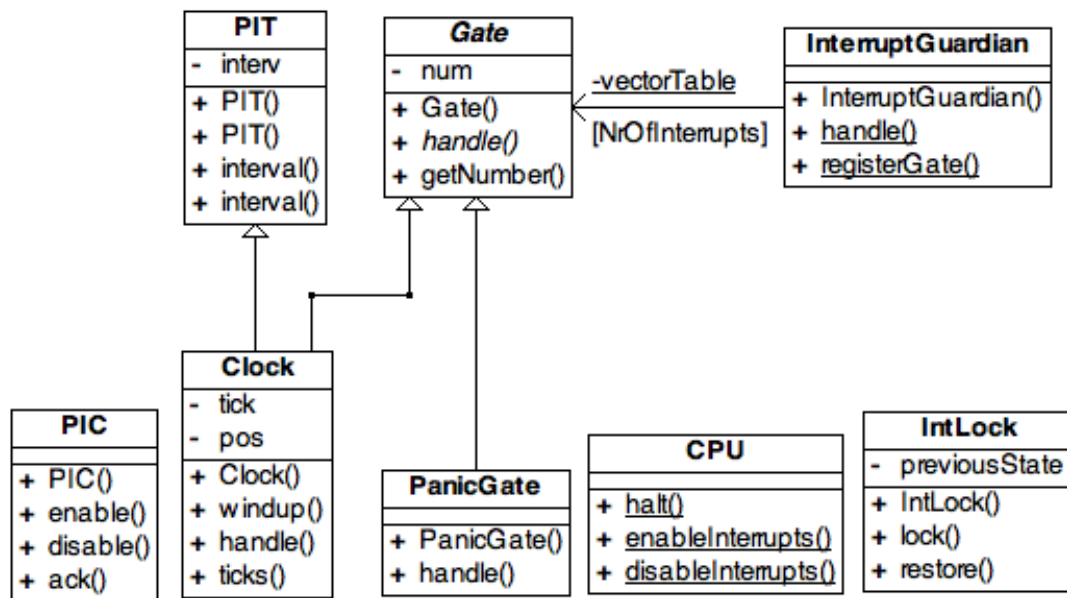 PIT
- interv
+ PIT()
+ PIT()
+ interval()
+ interval()
Gate
- num
+ Gate()
+ handle()
+ getNumber()
-vectorTable
[NrOfInterrupts]
InterruptGuardian
+ InterruptGuardian()
+ handle()
+ registerGate()
PIC
+ PIC()
+ enable()
+ disable()
+ ack()
Clock
- tick
- pos
+ Clock()
+ windup()
+ handle()
+ ticks()
PanicGate
+ PanicGate()
+ handle()
CPU
+ halt()
+ enableInterrupts()
+ disableInterrupts()
IntLock
- previousState
+ IntLock()
+ lock()
+ restore()